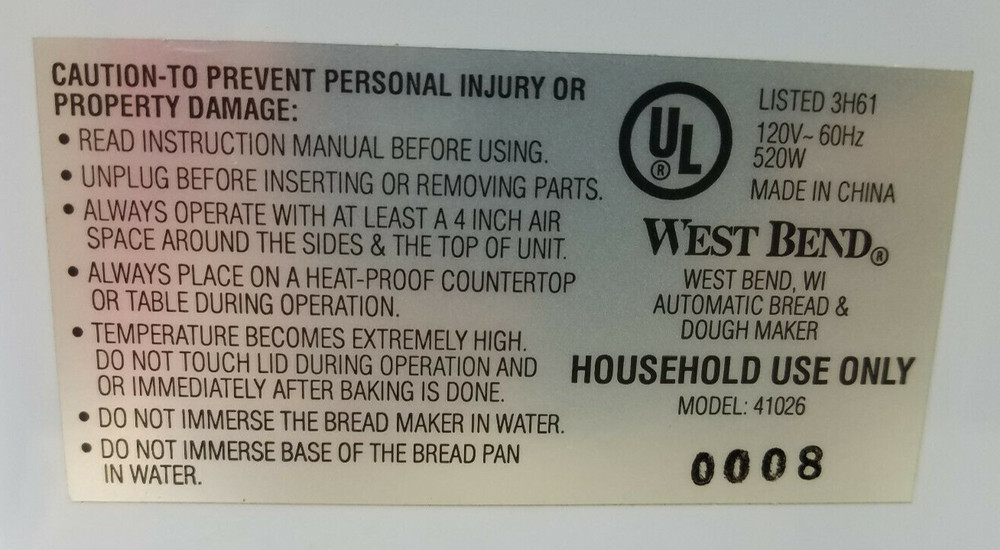 CAUTION-TO PREVENT PERSONAL INJURY OR
PROPERTY DAMAGE:
• READ INSTRUCTION MANUAL BEFORE USING.
• UNPLUG BEFORE INSERTING OR REMOVING PARTS.
• ALWAYS OPERATE WITH AT LEAST A 4 INCH AIR
SPACE AROUND THE SIDES & THE TOP OF UNIT.
• ALWAYS PLACE ON A HEAT-PROOF COUNTERTOP
OR TABLE DURING OPERATION.
• TEMPERATURE BECOMES EXTREMELY HIGH.
DO NOT TOUCH LID DURING OPERATION AND
OR IMMEDIATELY AFTER BAKING IS DONE.
• DO NOT IMMERSE THE BREAD MAKER IN WATER.
• DO NOT IMMERSE BASE OF THE BREAD PAN
IN WATER.
UL®
LISTED 3H61
120V~ 60Hz
520W
MADE IN CHINA
WEST BEND®
WEST BEND, WI
AUTOMATIC BREAD &
DOUGH MAKER
HOUSEHOLD USE ONLY
MODEL: 41026
0008